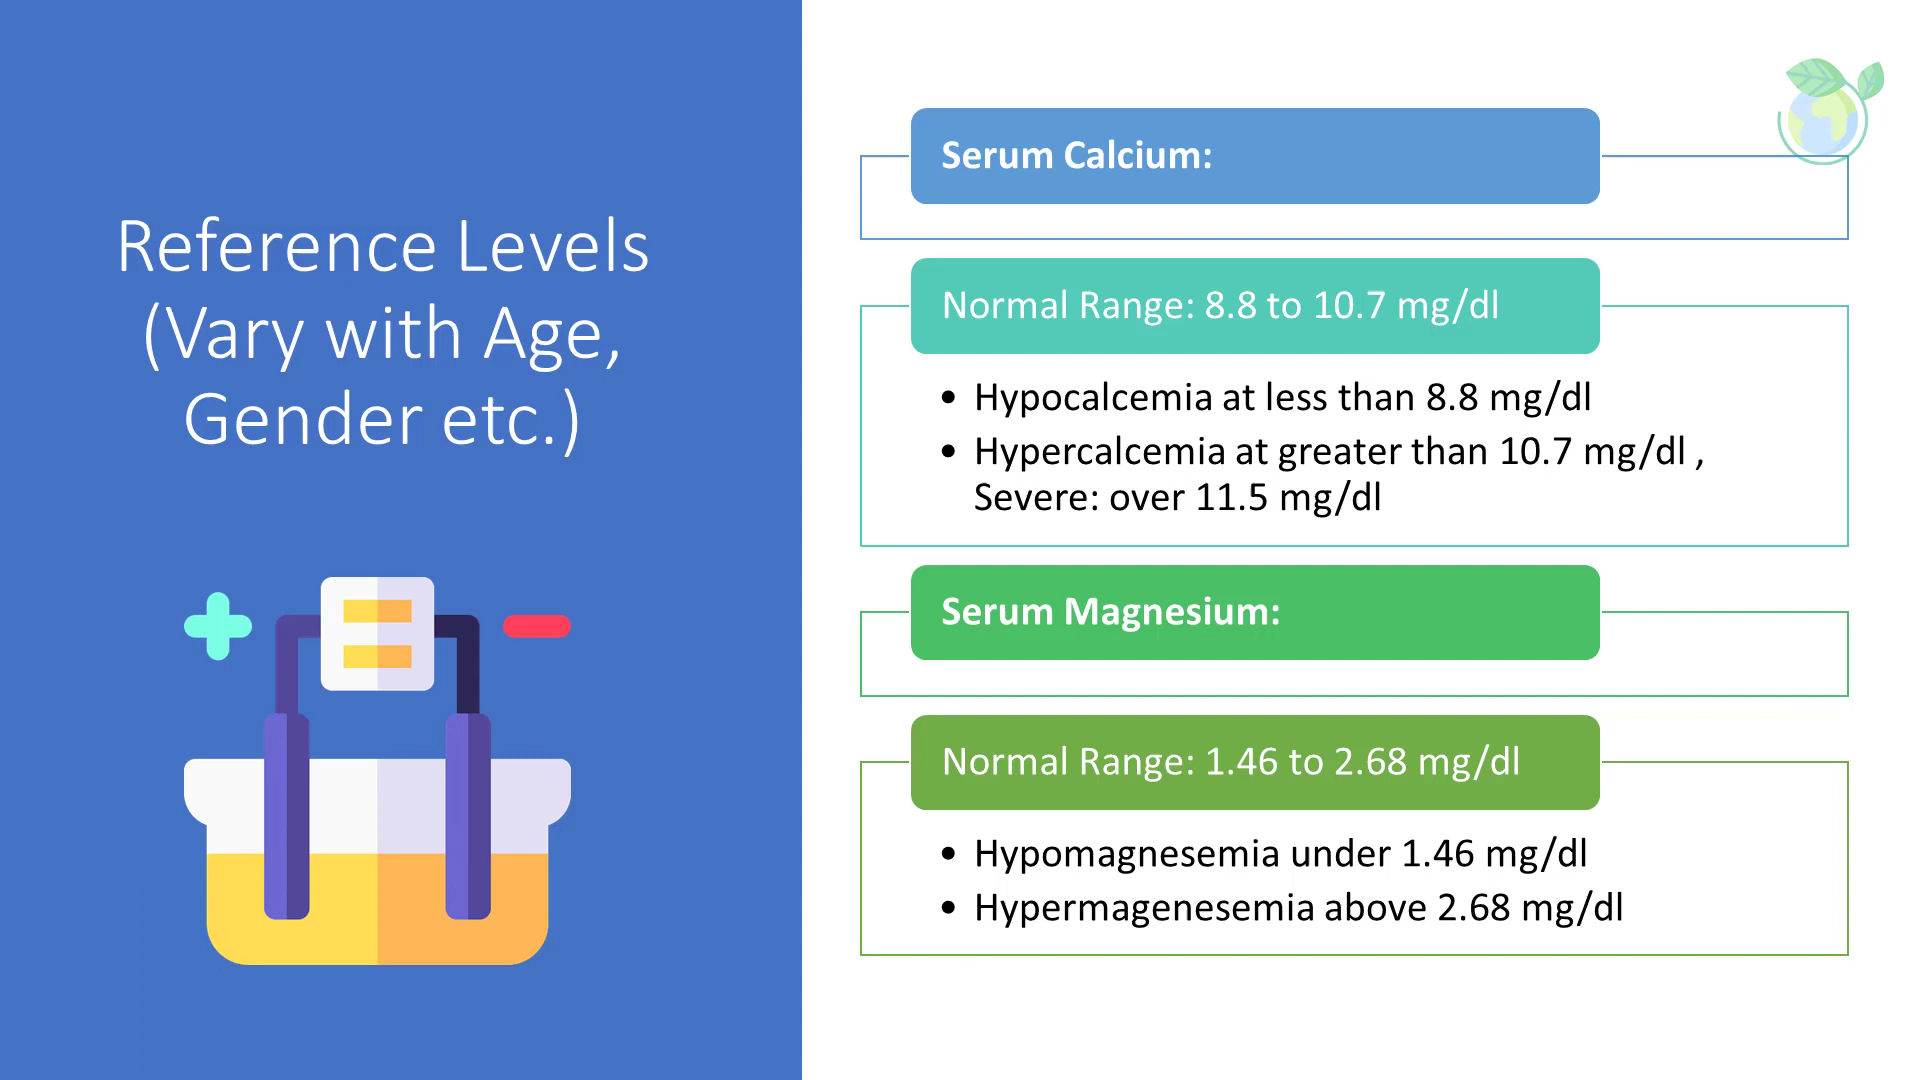 Reference Levels
(Vary with Age,
Gender etc.)
Serum Calcium:
Normal Range: 8.8 to 10.7 mg/dl
• Hypocalcemia at less than 8.8 mg/dl
• Hypercalcemia at greater than 10.7 mg/dl ,
Severe: over 11.5 mg/dl
Serum Magnesium:
Normal Range: 1.46 to 2.68 mg/dl
• Hypomagnesemia under 1.46 mg/dl
• Hypermagenesemia above 2.68 mg/dl